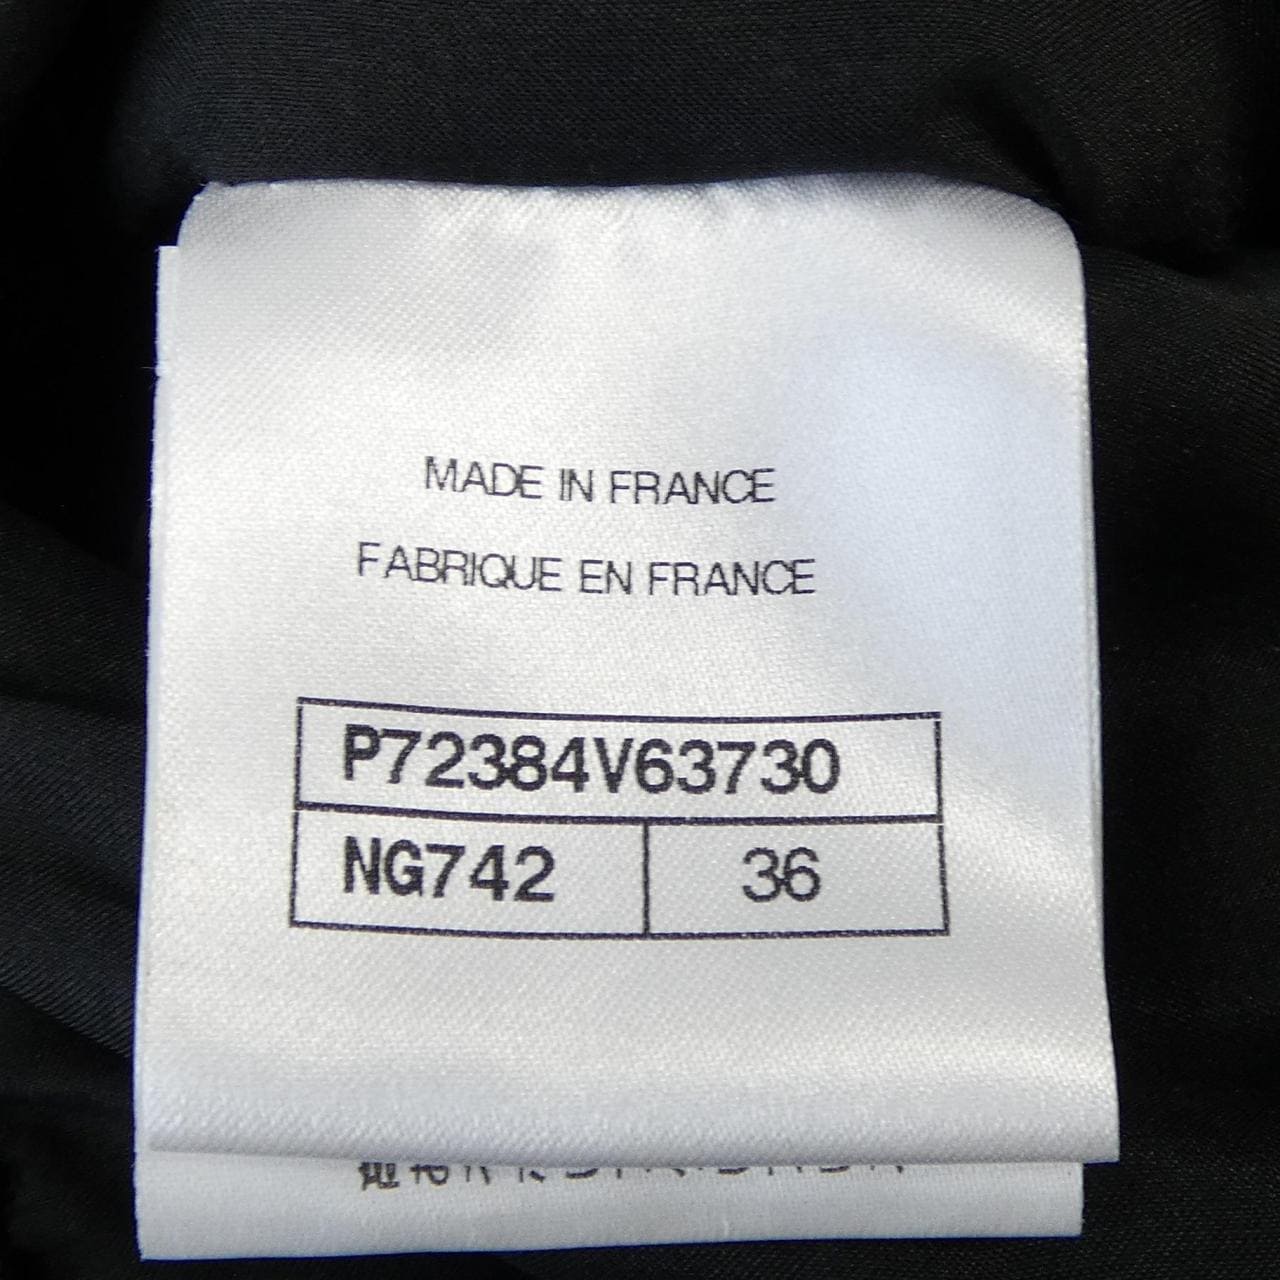 MADE IN FRANCE
FABRIQUE EN FRANCE
P72384V63730
NG742 36